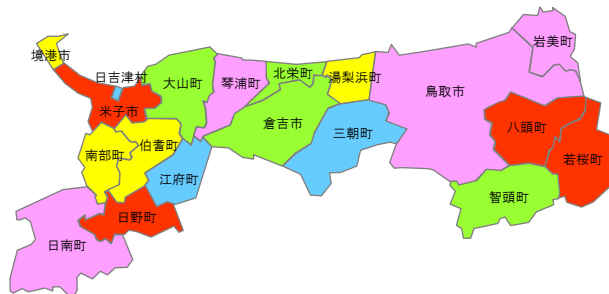 岩美町
境港市
日吉津村
大山町
琴浦町
北栄町
湯梨浜町
鳥取市
米子市
倉吉市
三朝町
八頭町
南部町
伯耆町
若桜町
江府町
智頭町
日野町
日南町